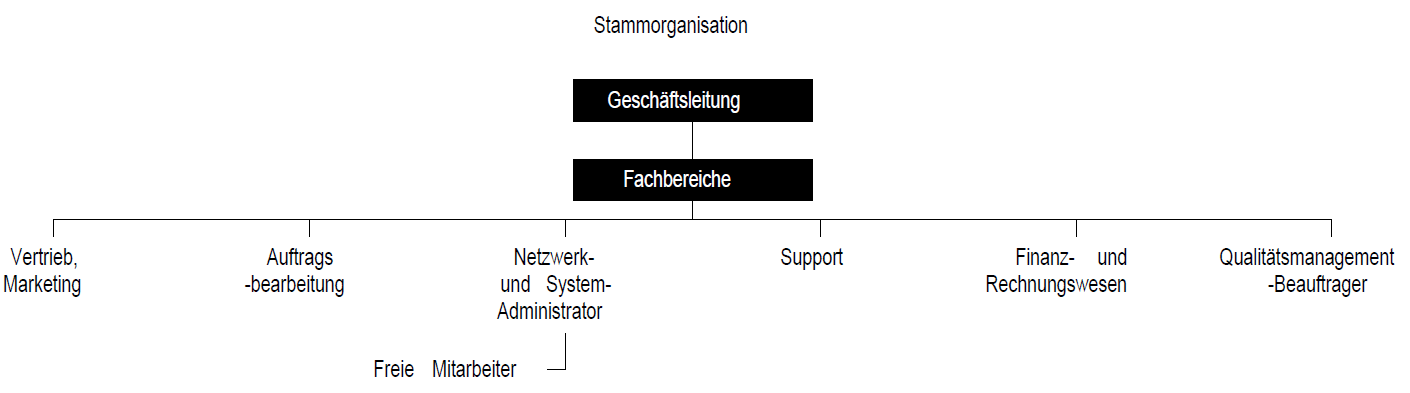 Stammorganisation
Geschäftsleitung
Fachbereiche
Vertrieb,
Marketing
Auftrags
-bearbeitung
Netzwerk-
und System-
Administrator
Support
Finanz- und
Rechnungswesen
Qualitätsmanagement
-Beauftrager
Freie Mitarbeiter